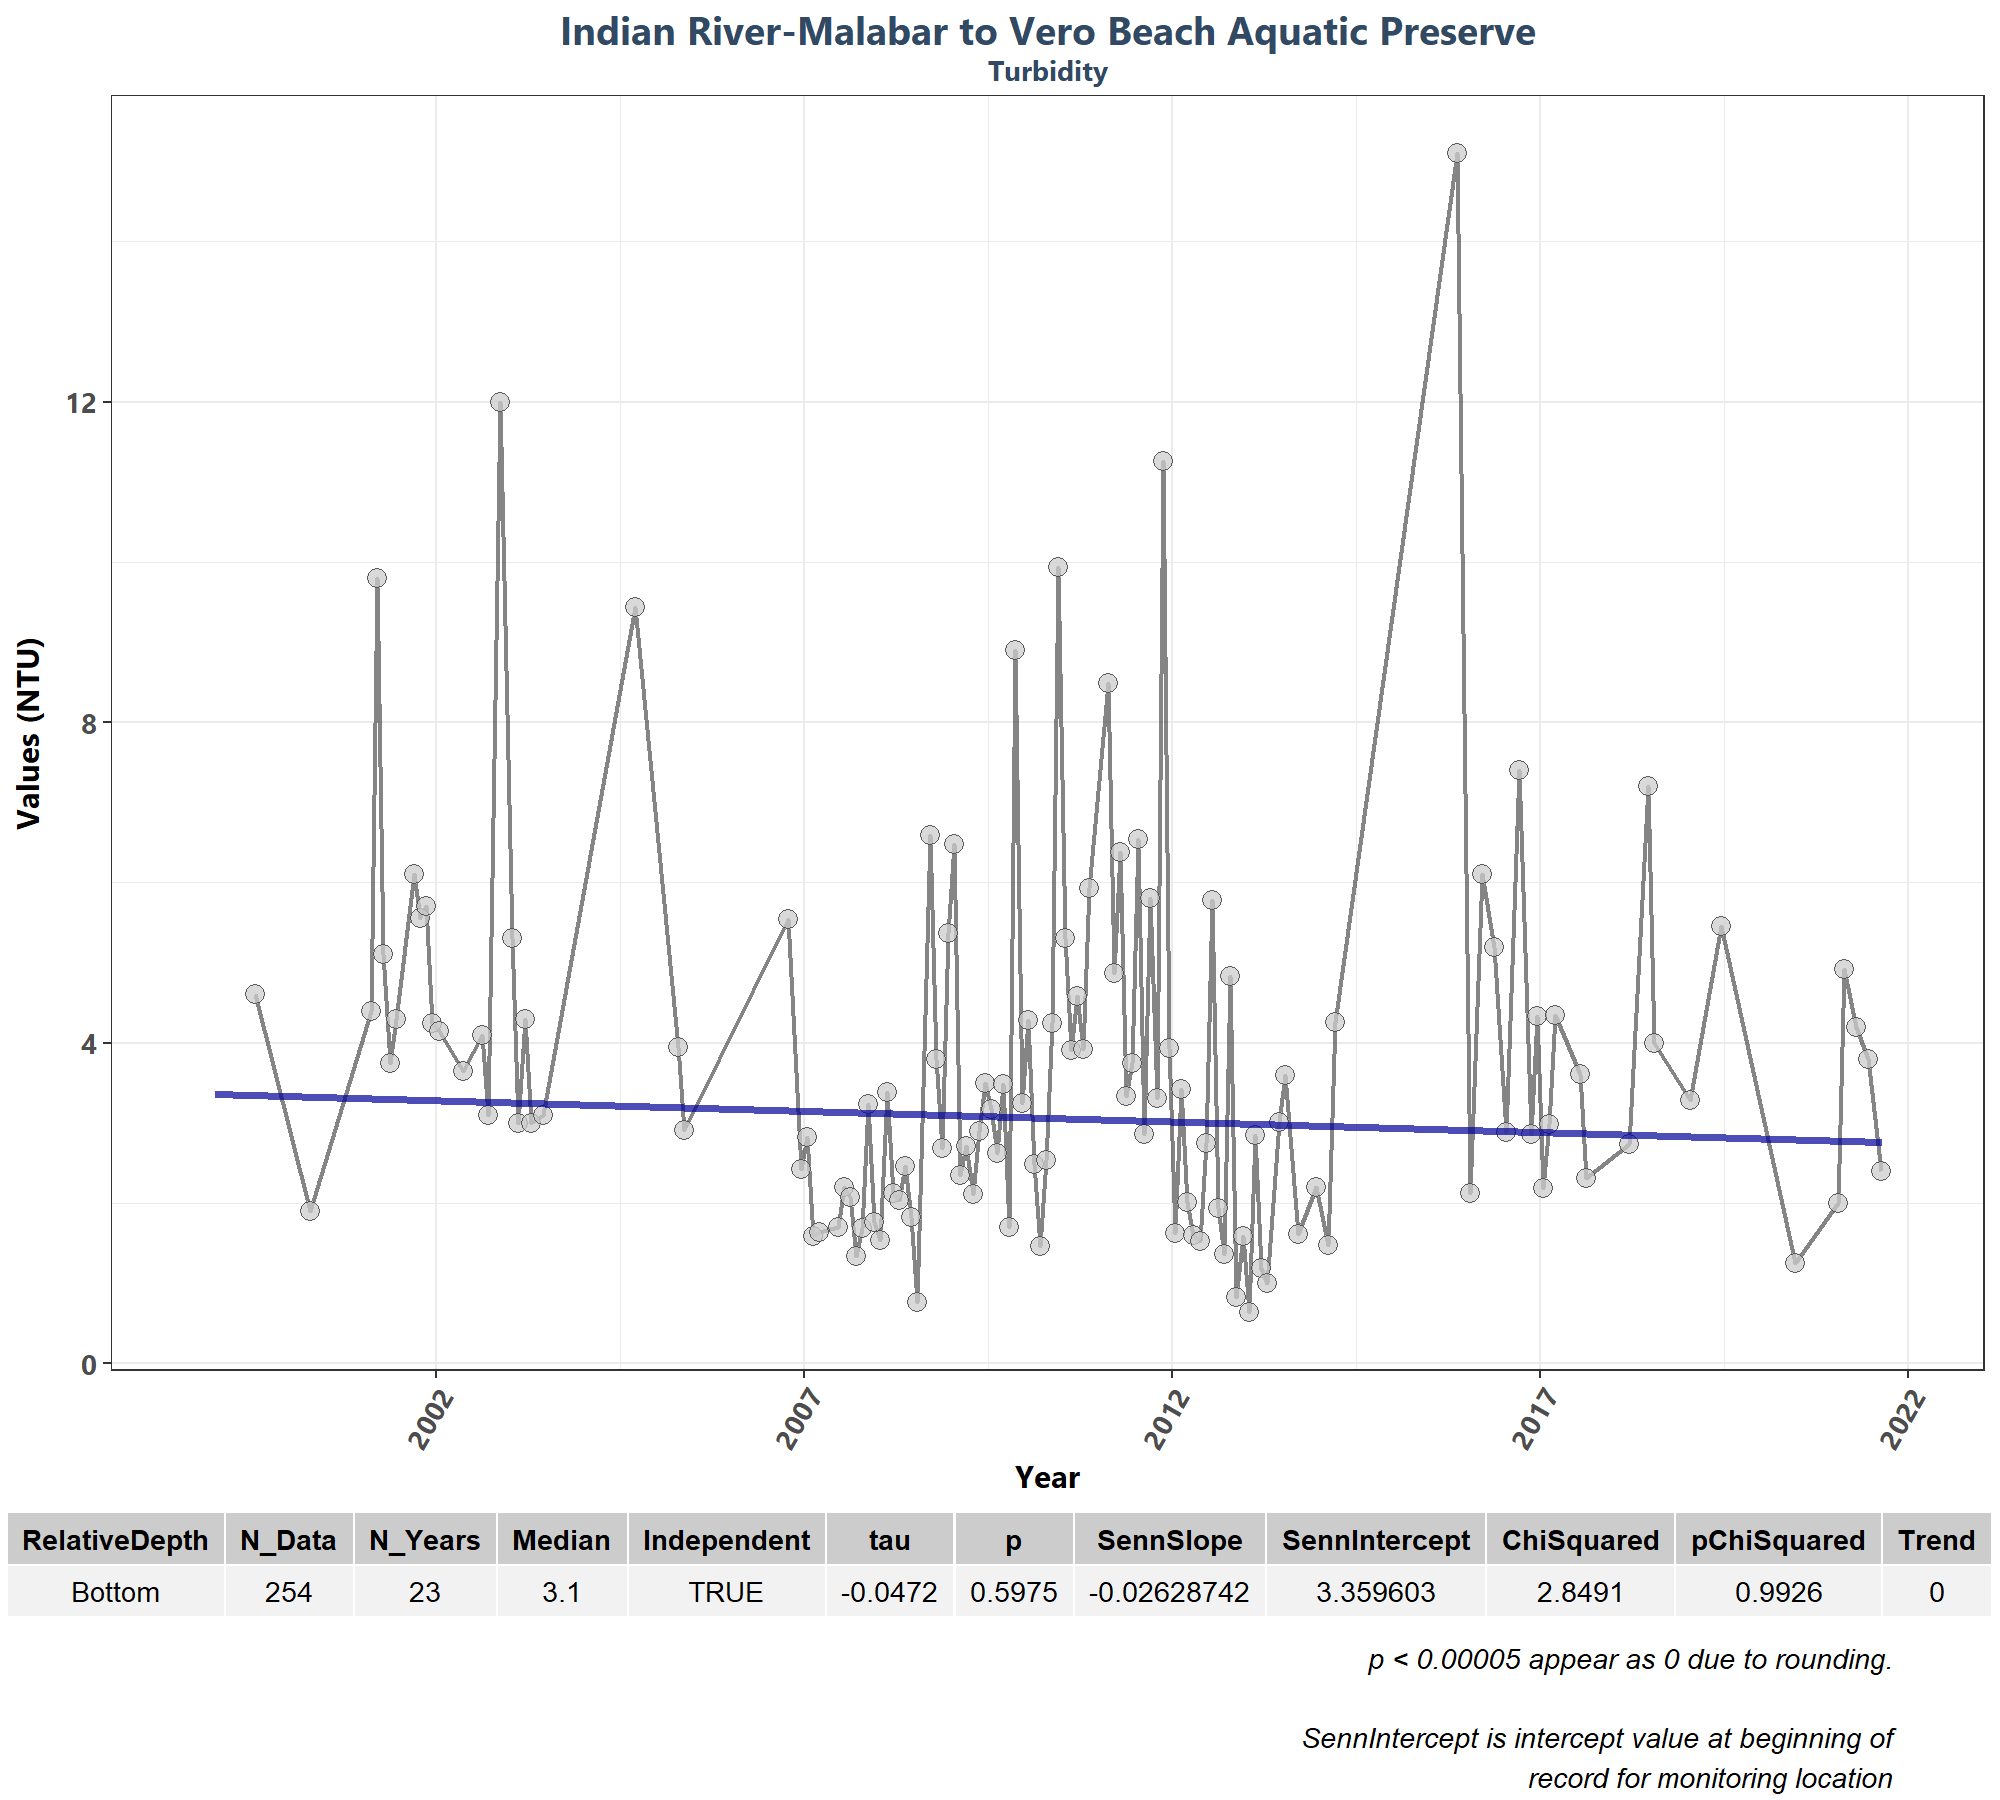 Indian River-Malabar to Vero Beach Aquatic Preserve
Turbidity
Values (NTU)
12
8
4
0
2002 2007 2012 2017 2022
Year
RelativeDepth N_Data N_Years Median Independent tau p SennSlope SennIntercept ChiSquared pChiSquared Trend
Bottom 254 23 3.1 TRUE -0.0472 0.5975 -0.02628742 3.359603 2.8491 0.9926 0
p < 0.00005 appear as 0 due to rounding.
SennIntercept is intercept value at beginning of
record for monitoring location